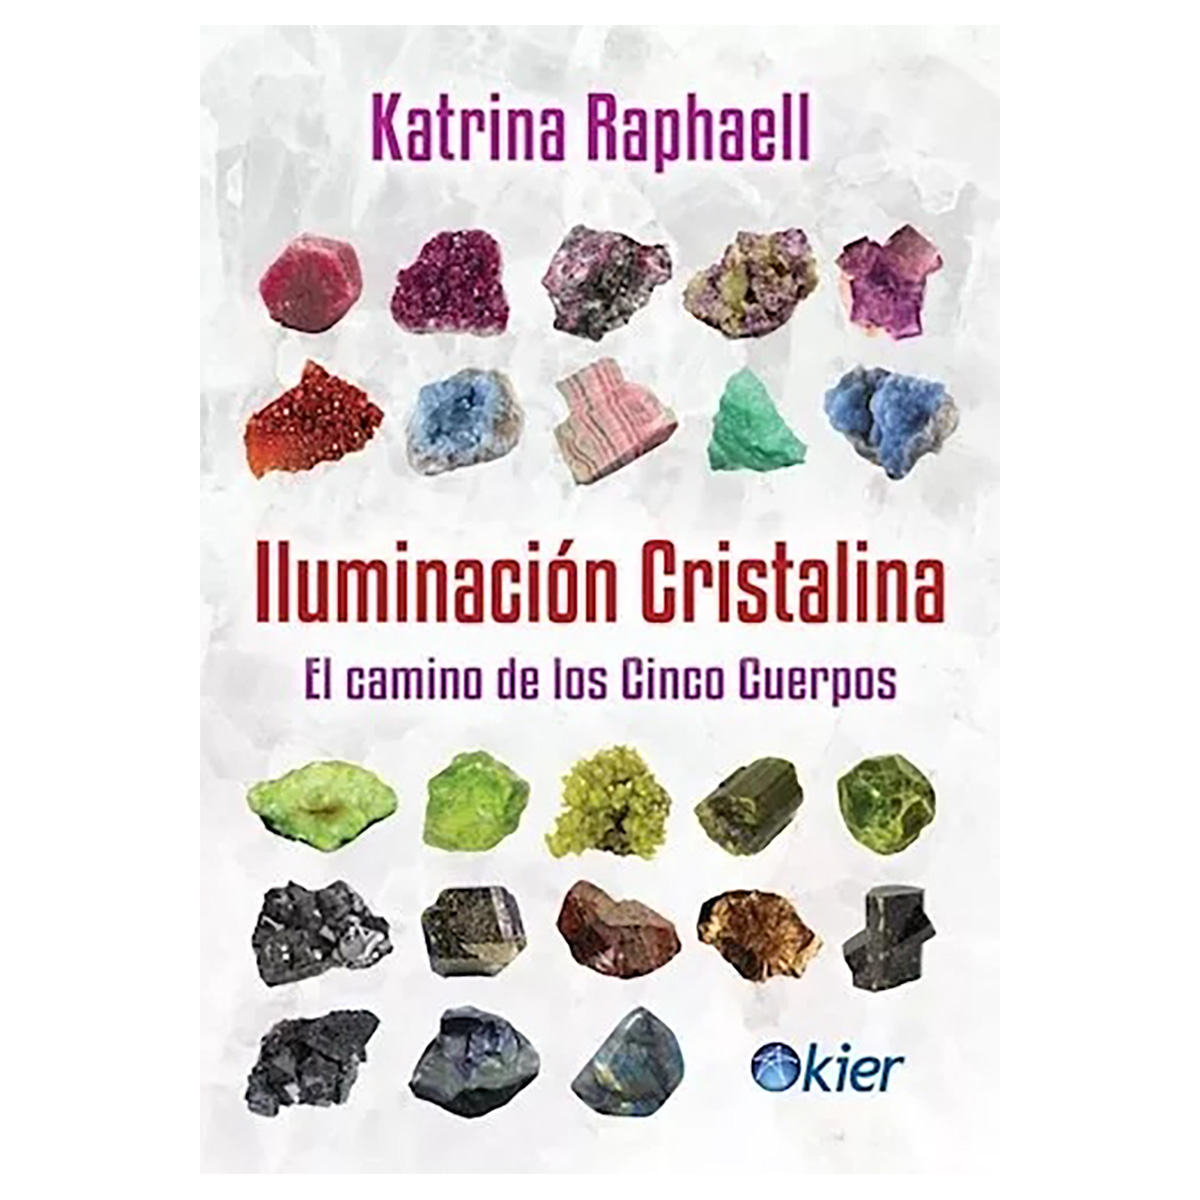 Katrina Raphaell
Iluminación Cristalina
El camino de los Cinco Cuerpos
kier